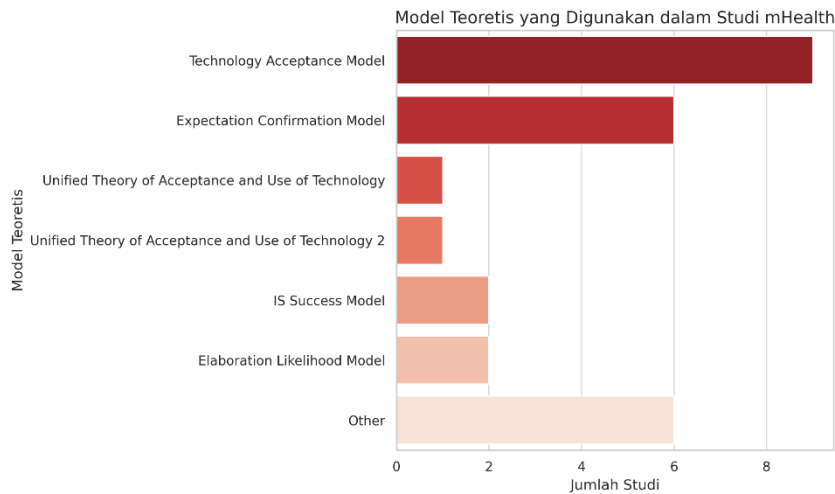 Model Teoretis yang Digunakan dalam Studi mHealth
Technology Acceptance Model
Expectation Confirmation Model
Unified Theory of Acceptance and Use of Technology
Unified Theory of Acceptance and Use of Technology 2
IS Success Model
Elaboration Likelihood Model
Other
Model Teoretis
0 2 4 6 8
Jumlah Studi